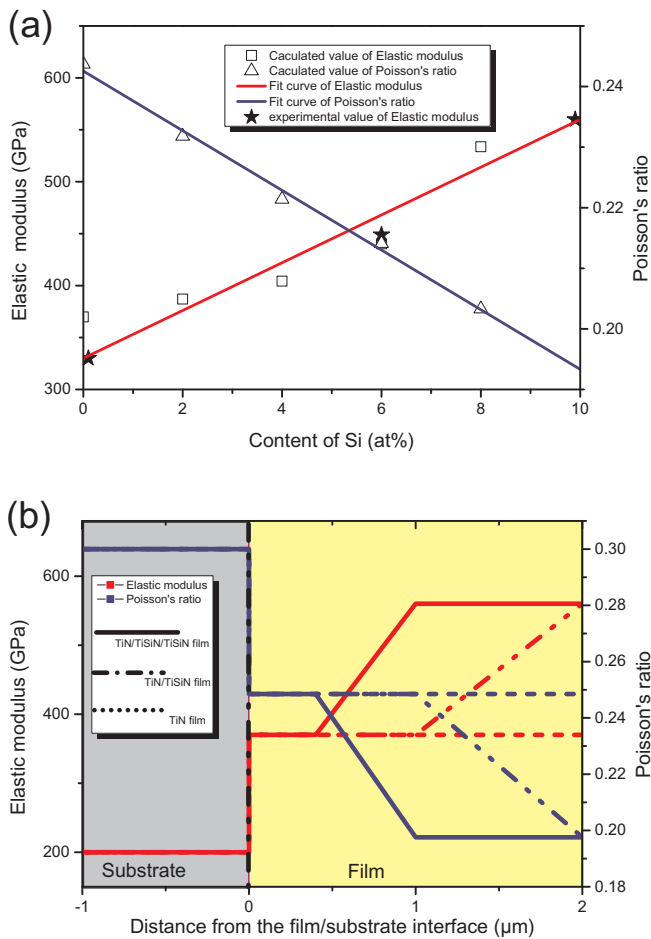 (a)
Caculated value of Elastic modulus
Caculated value of Poisson's ratio
Fit curve of Elastic modulus
Fit curve of Poisson's ratio
experimental value of Elastic modulus
600
500
400
300
Elastic modulus (GPa)
0.24
0.22
0.20
Poisson's ratio
0 2 4 6 8 10
Content of Si (at%)
(b)
Elastic modulus
Poisson's ratio
TiN/TiSiN/TiSiN film
TiN/TiSiN film
TiN film
600
400
200
Elastic modulus (GPa)
0.30
0.28
0.26
0.24
0.22
0.20
0.18
Poisson's ratio
Substrate Film
-1 0 1 2
Distance from the film/substrate interface (μm)